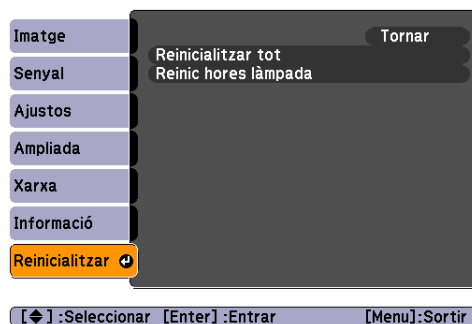 Imatge
Senyal
Ajustos
Ampliada
Xarxa
Informació
Reinicialitzar
Tornar
Reinicialitzar tot
Reinic hores làmpada
[◆] :Seleccionar [Enter] :Entrar [Menu]:Sortir